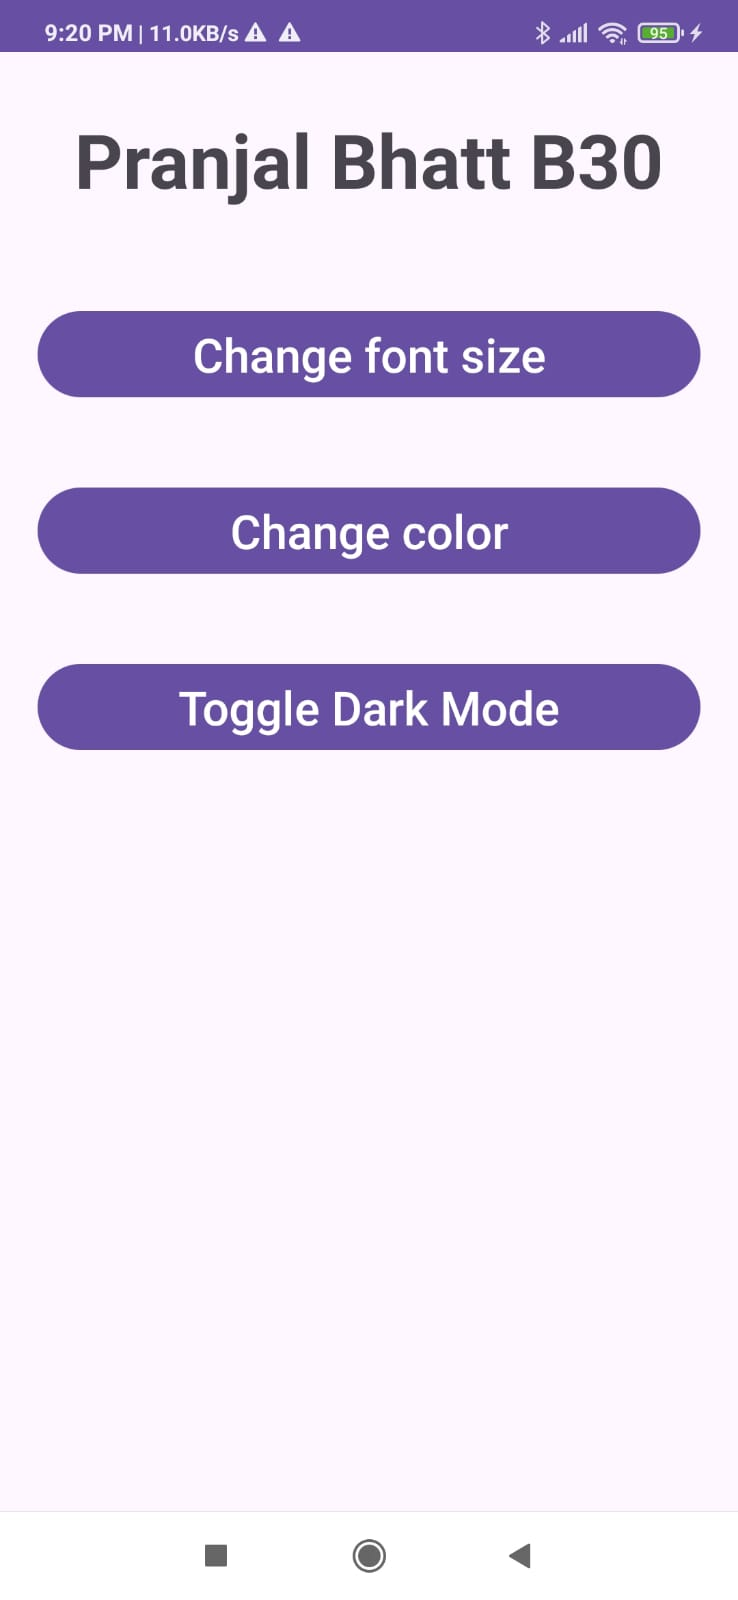 9:20 PM | 11.0KB/s 95
Pranjal Bhatt B30
Change font size
Change color
Toggle Dark Mode